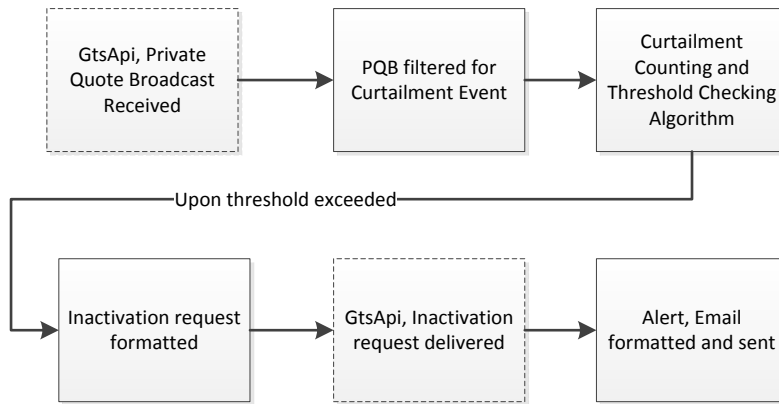 GtsApi, Private
Quote Broadcast
Received
PQB filtered for
Curtailment Event
Curtailment
Counting and
Threshold Checking
Algorithm
Upon threshold exceeded
Inactivation request
formatted
GtsApi, Inactivation
request delivered
Alert, Email
formatted and sent